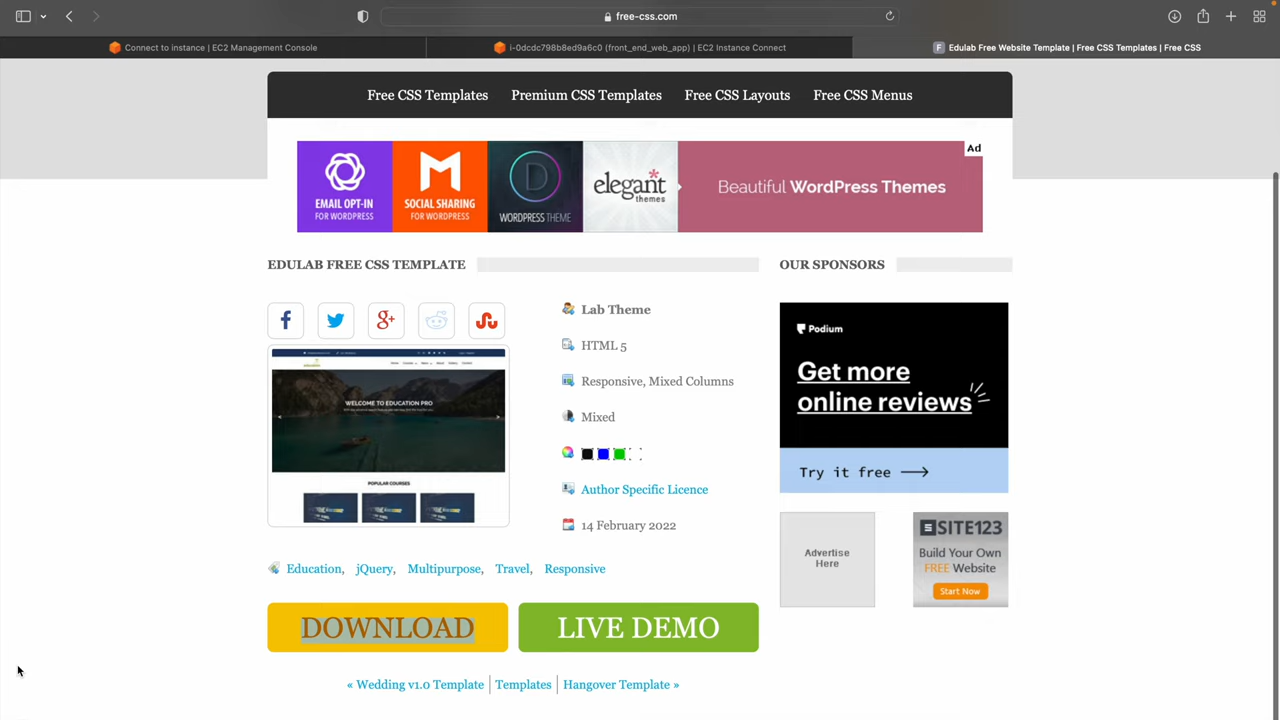 free-css.com
Connect to instance | EC2 Management Console
i-0dcdc798b8ed9a6c0 (front_end_web_app) | EC2 Instance Connect
F
Edulab Free Website Template | Free CSS Templates | Free CSS
Free CSS Templates
Premium CSS Templates
Free CSS Layouts
Free CSS Menus
EMAIL OPT-IN
FOR WORDPRESS
SOCIAL SHARING
FOR WORDPRESS
D
WORDPRESS THEME
elegant
themes
Beautiful WordPress Themes
Ad
EDULAB FREE CSS TEMPLATE
OUR SPONSORS
Lab Theme
HTML 5
Responsive, Mixed Columns
Mixed
Author Specific Licence
14 February 2022
WELCOME TO EDUCATION PRO
POPULAR COURSES
Podium
Get more
online reviews
Try it free
Advertise
Here
SITE123
Build Your Own
FREE Website
Start Now
Education, jQuery, Multipurpose, Travel, Responsive
DOWNLOAD
LIVE DEMO
« Wedding v1.0 Template
Templates
Hangover Template »